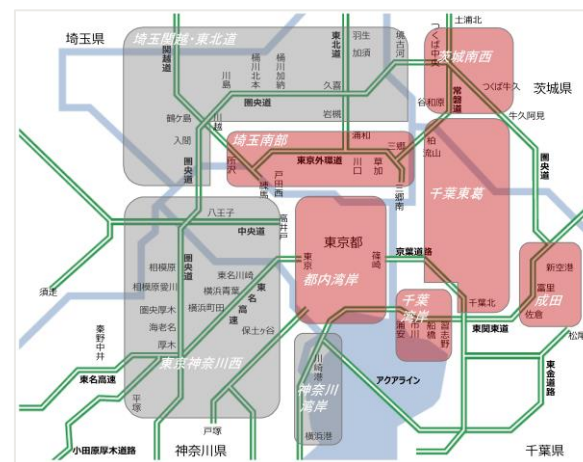 埼玉県
埼玉関越・東北道
関越道
東北道
羽生
加須
境古河
つくば中央
土浦北
茨城南西
つくば牛久
茨城県
桶川北本
桶川加納
川島
久喜
圏央道
鶴ヶ島
川越
岩槻
谷和原
常磐道
牛久阿見
入間
埼玉南部
浦和
三郷
柏
流山
所沢
東京外環道
川口
草加
圏央道
圏央道
戸田西
練馬
三郷南
千葉東葛
八王子
高井戸
中央道
東京都
京葉道路
東京
篠崎
都内湾岸
新空港
相模原
圏央道
東名川崎
東名高速
相模原愛川
横浜青葉
富里
成田
佐倉
須走
圏央厚木
横浜町田
千葉北
千葉湾岸
秦野中井
海老名
保土ヶ谷
浦安
市川
船橋
習志野
東関東道
松尾
厚木
川崎港
東京神奈川西
神奈川湾岸
アクアライン
東名高速
東金道路
平塚
戸塚
横浜港
小田原厚木道路
神奈川県
千葉県